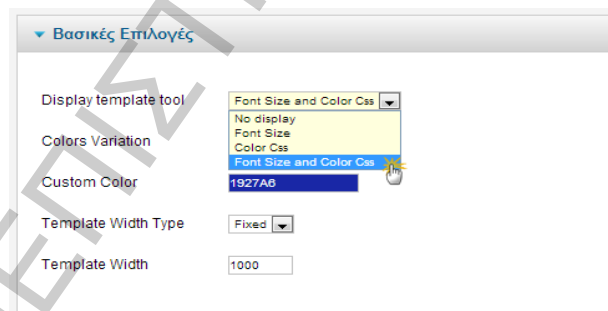 Βασικές Επιλογές
Display template tool
Font Size and Color Css
No display
Font Size
Color Css
Font Size and Color Css
Colors Variation
Custom Color
1927A6
Template Width Type
Fixed
Template Width
1000